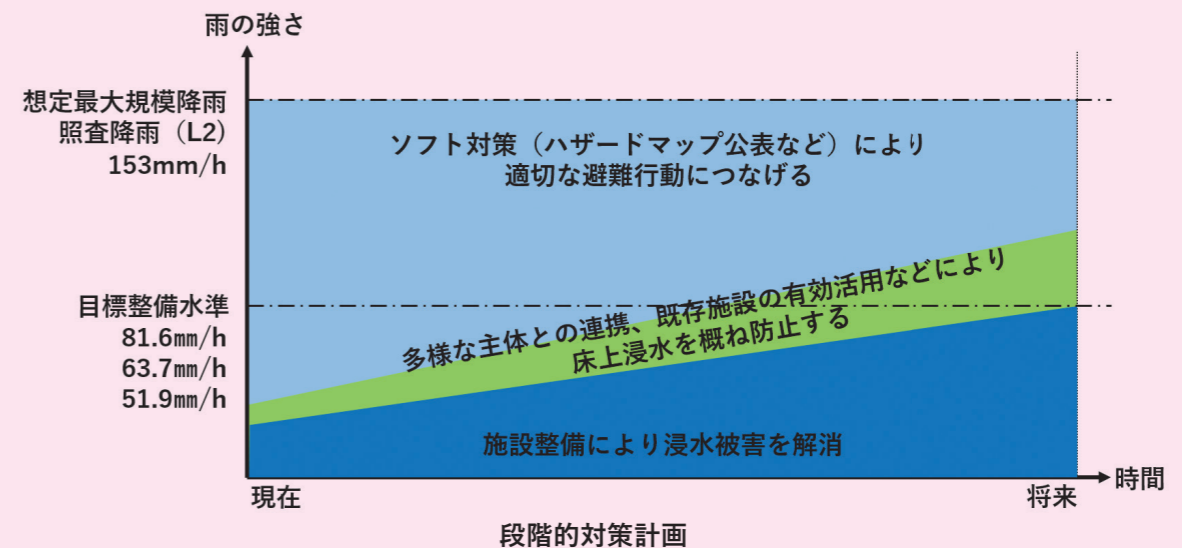 雨の強さ
想定最大規模降雨
照査降雨（L2）
153mm/h
ソフト対策（ハザードマップ公表など）により
適切な避難行動につなげる
目標整備水準
81.6㎜/h
63.7㎜/h
51.9㎜/h
多様な主体との連携、既存施設の有効活用などにより
床上浸水を概ね防止する
施設整備により浸水被害を解消
現在
将来
時間
段階的対策計画